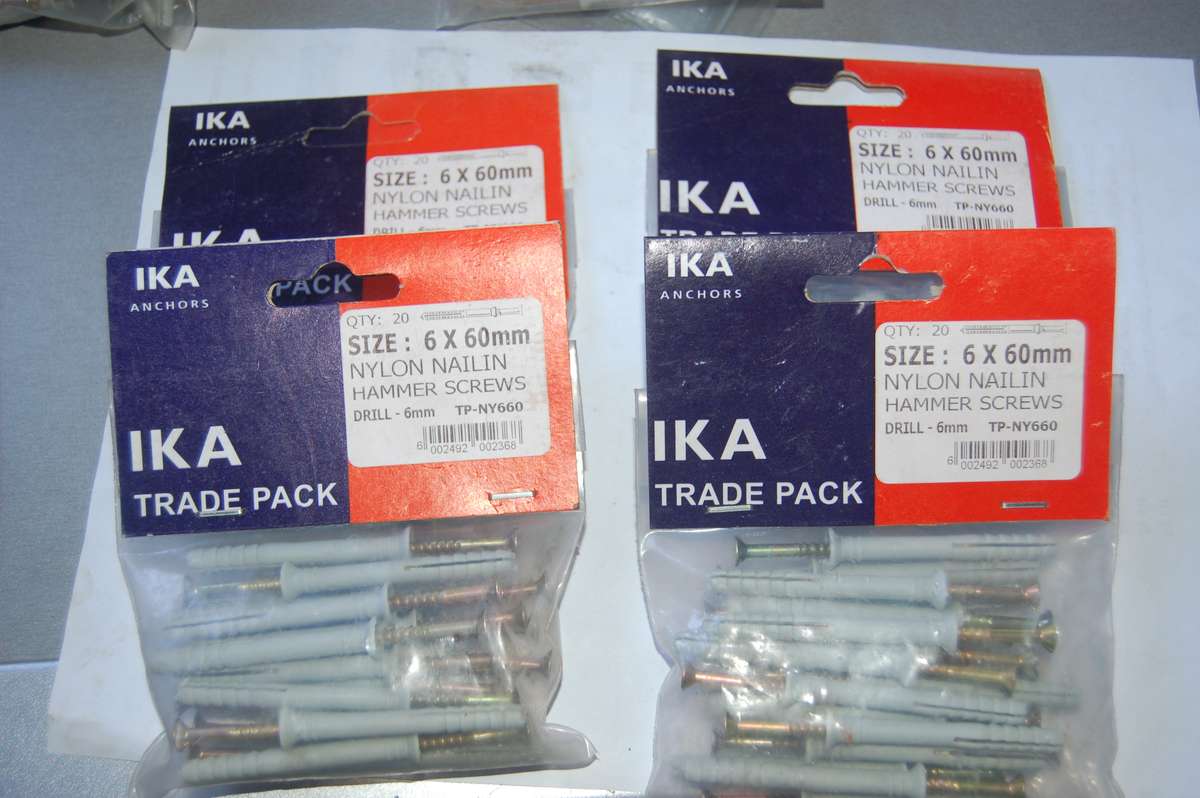 IKA
ANCHORS
QTY: 20
SIZE : 6 X 60mm
NYLON NAILIN
HAMMER SCREWS
IKA
IKA
ANCHORS
QTY: 20
SIZE : 6 X 60mm
NYLON NAILIN
HAMMER SCREWS
DRILL - 6mm TP-NY660
IKA
TRADE
IKA
ANCHORS
PACK
QTY: 20
SIZE : 6 X 60mm
NYLON NAILIN
HAMMER SCREWS
DRILL - 6mm TP-NY660
6 002492 002368
IKA
TRADE PACK
IKA
ANCHORS
QTY: 20
SIZE : 6 X 60mm
NYLON NAILIN
HAMMER SCREWS
DRILL - 6mm TP-NY660
6 002492 002368
IKA
TRADE PACK